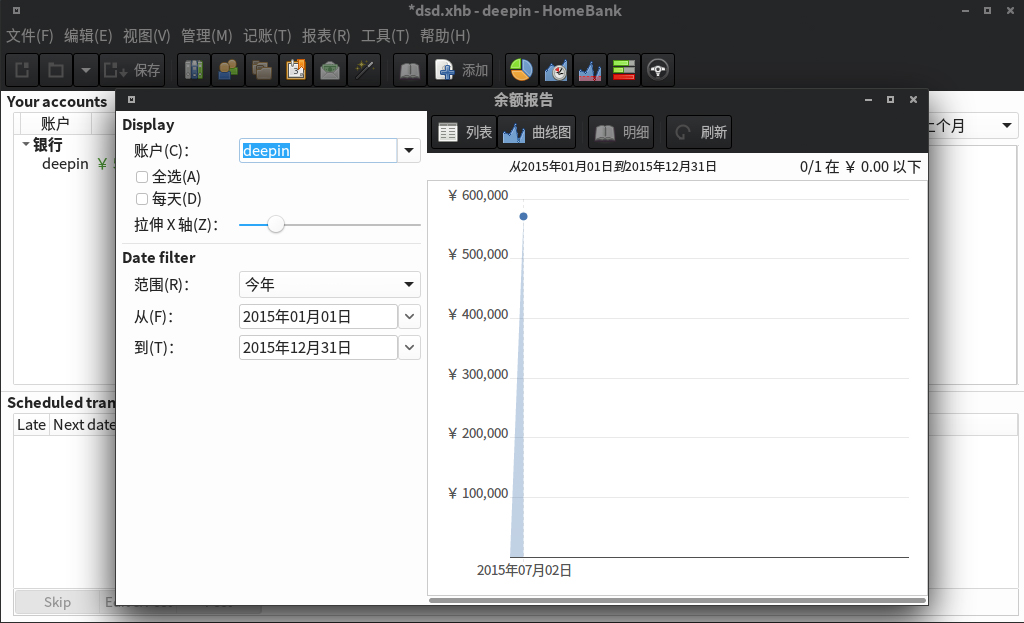 *dsd.xhb - deepin - HomeBank
文件(F) 编辑(E) 视图(V) 管理(M) 记账(T) 报表(R) 工具(T) 帮助(H)
保存 添加
Your accounts
账户
银行
deepin ￥
个月
Scheduled tran
Late Next date
Skip
余额报告
Display
账户(C)： deepin
全选(A)
每天(D)
拉伸 X 轴(Z)：
Date filter
范围(R)： 今年
从(F)： 2015年01月01日
到(T)： 2015年12月31日
列表 曲线图 明细 刷新
从2015年01月01日到2015年12月31日 0/1 在 ￥ 0.00 以下
￥ 600,000
￥ 500,000
￥ 400,000
￥ 300,000
￥ 200,000
￥ 100,000
2015年07月02日